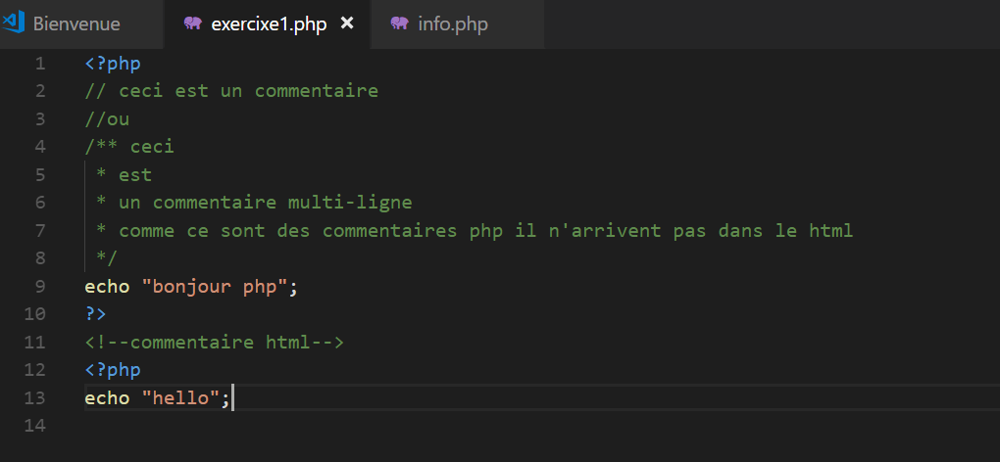 Bienvenue exercixe1.php × info.php
1 <?php
2 // ceci est un commentaire
3 //ou
4 /** ceci
5 * est
6 * un commentaire multi-ligne
7 * comme ce sont des commentaires php il n'arrivent pas dans le html
8 */
9 echo "bonjour php";
10 ?>
11 <!--commentaire html-->
12 <?php
13 echo "hello";
14